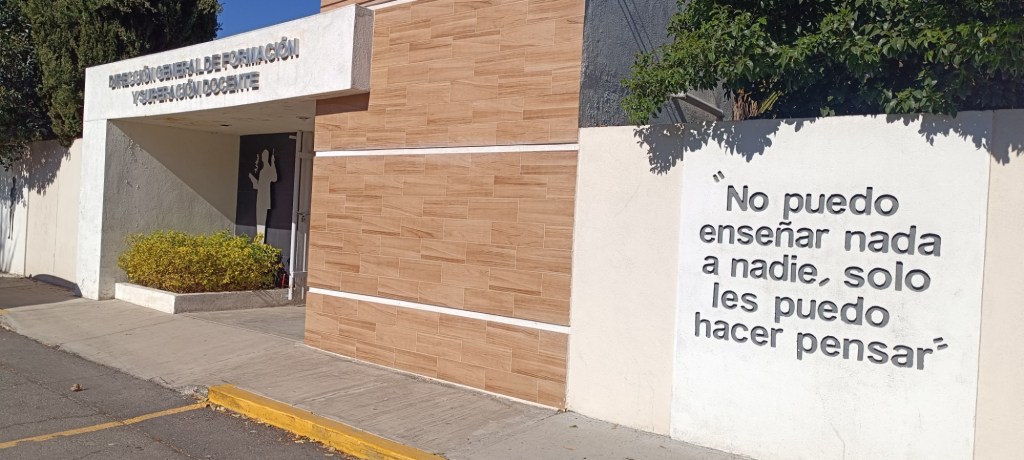 DIRECCIÓN GENERAL DE FORMACIÓN
Y SUPERACIÓN DOCENTE
"No puedo
enseñar nada
a nadie, solo
les puedo
hacer pensar"